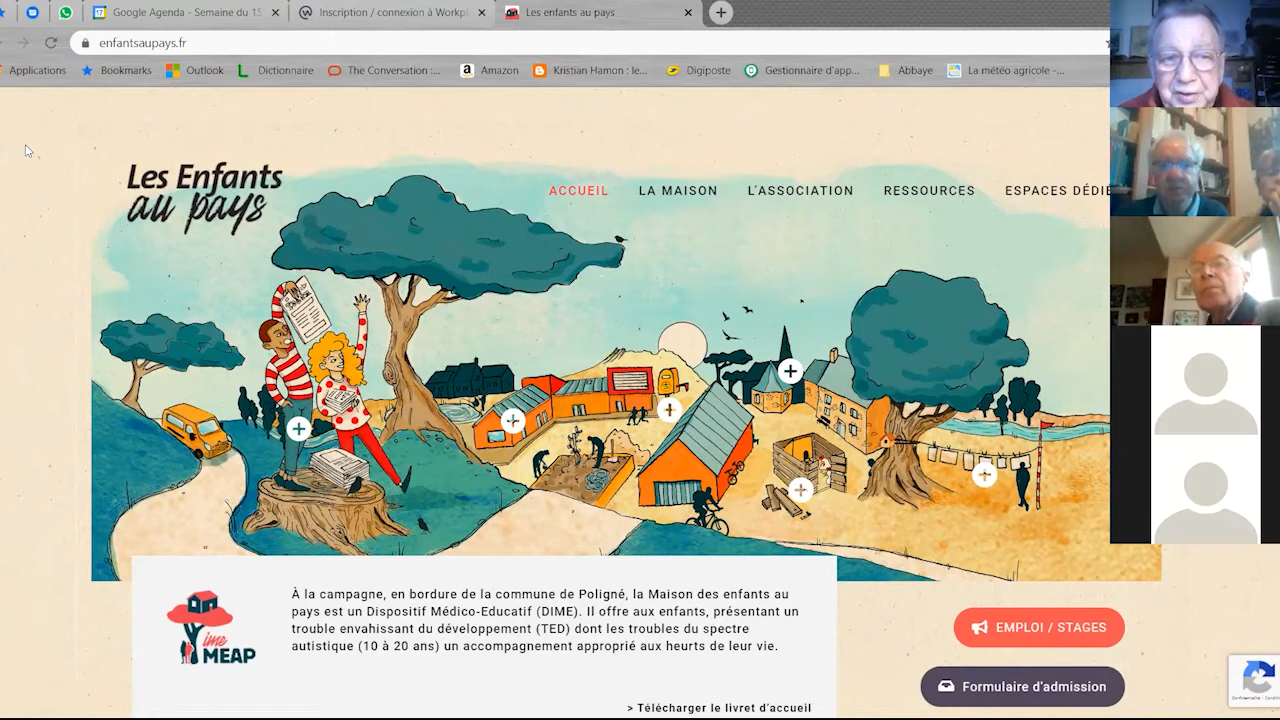 Google Agenda - Semaine du 15
Inscription / connexion à Workpl
Les enfants au pays
enfantsaupays.fr
Applications
Bookmarks
Outlook
Dictionnaire
The Conversation :...
Amazon
Kristian Hamon : le...
Digiposte
Gestionnaire d'app...
Abbaye
La météo agricole -...
Les Enfants
au pays
ACCUEIL
LA MAISON
L'ASSOCIATION
RESSOURCES
ESPACES DÉDIE
À la campagne, en bordure de la commune de Poligné, la Maison des enfants au
pays est un Dispositif Médico-Educatif (DIME). Il offre aux enfants, présentant un
trouble envahissant du développement (TED) dont les troubles du spectre
autistique (10 à 20 ans) un accompagnement approprié aux heurts de leur vie.
ime
MEAP
> Télécharger le livret d'accueil
EMPLOI / STAGES
Formulaire d'admission